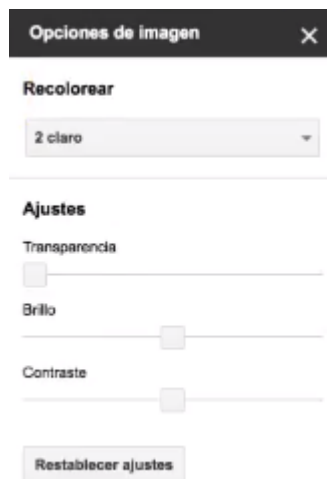 Opciones de imagen
Recolorear
2 claro
Ajustes
Transparencia
Brillo
Contraste
Restablecer ajustes